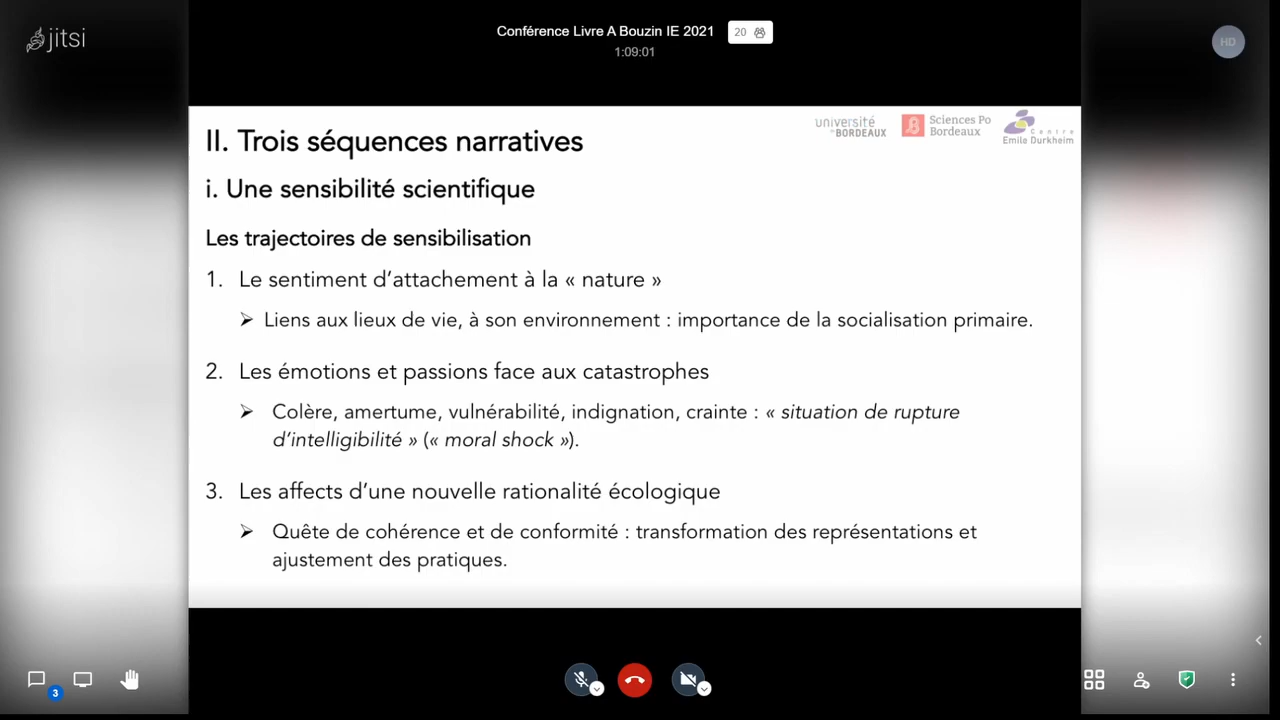 jitsi
Conférence Livre A Bouzin IE 2021
20
1:09:01
HD
II. Trois séquences narratives
université
de BORDEAUX
Sciences Po
Bordeaux
Centre
Emile Durkheim
i. Une sensibilité scientifique
Les trajectoires de sensibilisation
1. Le sentiment d’attachement à la « nature »
➢ Liens aux lieux de vie, à son environnement : importance de la socialisation primaire.
2. Les émotions et passions face aux catastrophes
➢ Colère, amertume, vulnérabilité, indignation, crainte : « situation de rupture
d’intelligibilité » (« moral shock »).
3. Les affects d’une nouvelle rationalité écologique
➢ Quête de cohérence et de conformité : transformation des représentations et
ajustement des pratiques.
3